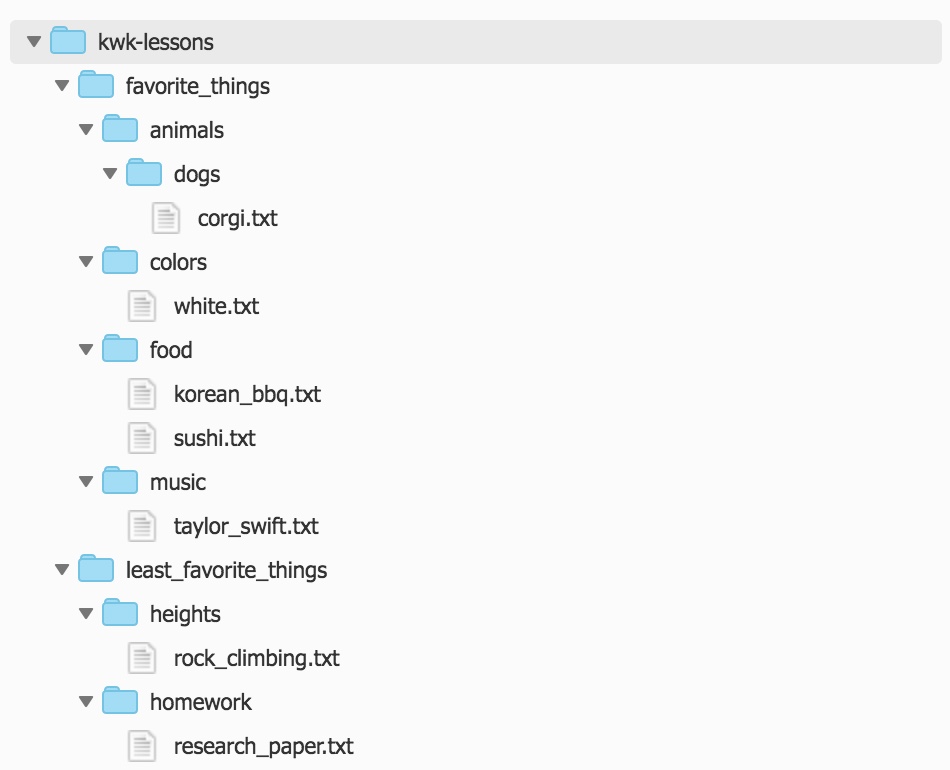 kwk-lessons
favorite_things
animals
dogs
corgi.txt
colors
white.txt
food
korean_bbq.txt
sushi.txt
music
taylor_swift.txt
least_favorite_things
heights
rock_climbing.txt
homework
research_paper.txt